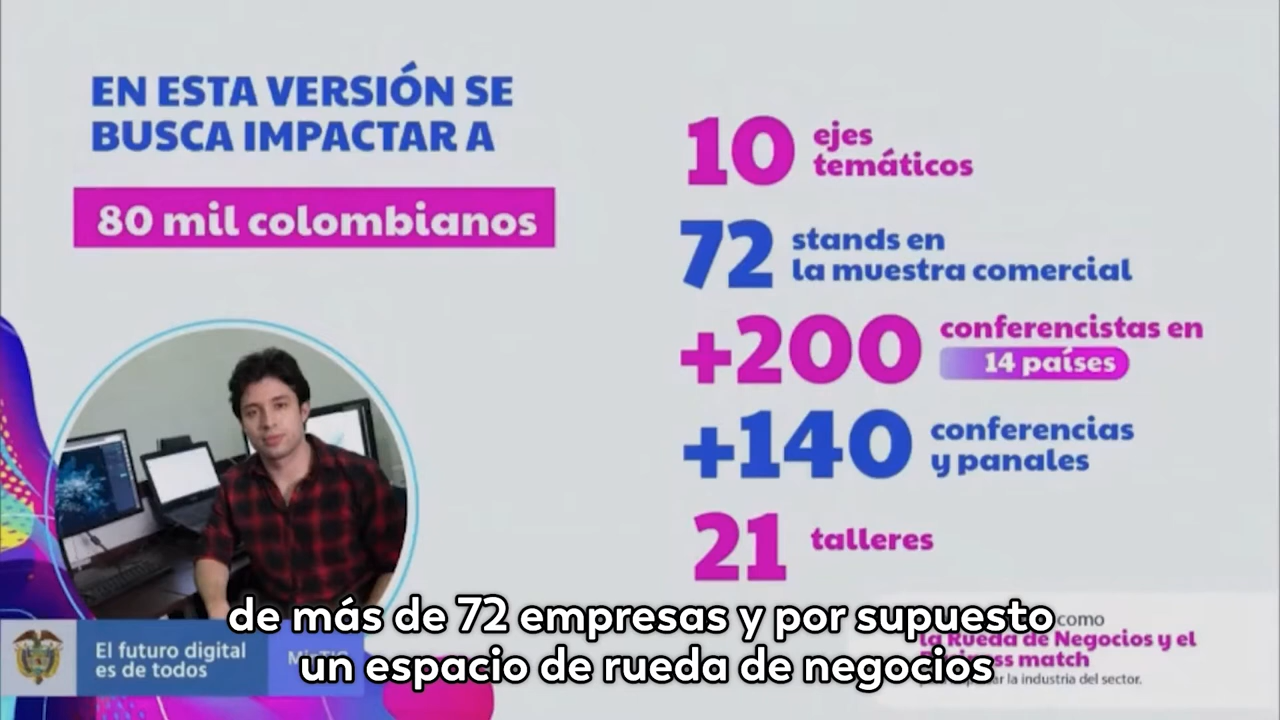 EN ESTA VERSIÓN SE
BUSCA IMPACTAR A
80 mil colombianos
10 ejes
temáticos
72 stands en
la muestra comercial
+200 conferencistas en
14 países
+140 conferencias
y panales
21 talleres
como
la Rueda de Negocios y el
match
la industria del sector.
El futuro digital
es de todos
de más de 72 empresas y por supuesto
un espacio de rueda de negocios